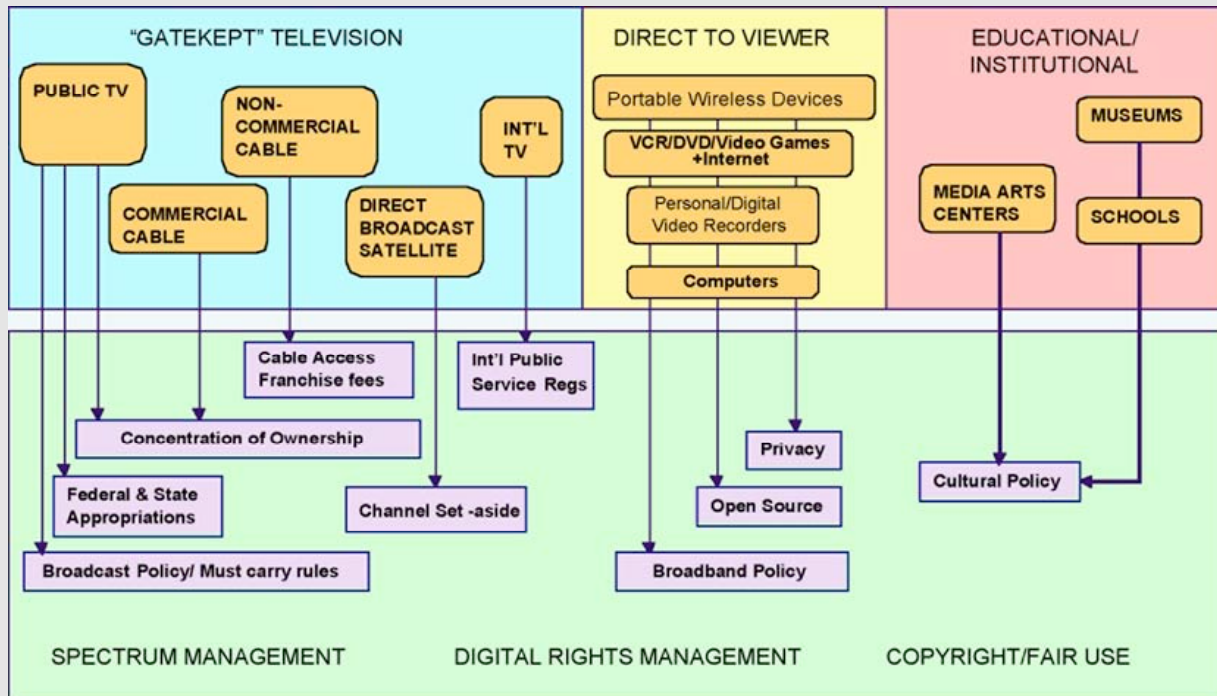 “GATEKEPT” TELEVISION
PUBLIC TV
NON-
COMMERCIAL
CABLE
INT’L
TV
COMMERCIAL
CABLE
DIRECT
BROADCAST
SATELLITE
DIRECT TO VIEWER
Portable Wireless Devices
VCR/DVD/Video Games
+Internet
Personal/Digital
Video Recorders
Computers
EDUCATIONAL/
INSTITUTIONAL
MUSEUMS
MEDIA ARTS
CENTERS
SCHOOLS
Cable Access
Franchise fees
Int’l Public
Service Regs
Concentration of Ownership
Privacy
Federal & State
Appropriations
Channel Set -aside
Open Source
Cultural Policy
Broadcast Policy/ Must carry rules
Broadband Policy
SPECTRUM MANAGEMENT
DIGITAL RIGHTS MANAGEMENT
COPYRIGHT/FAIR USE